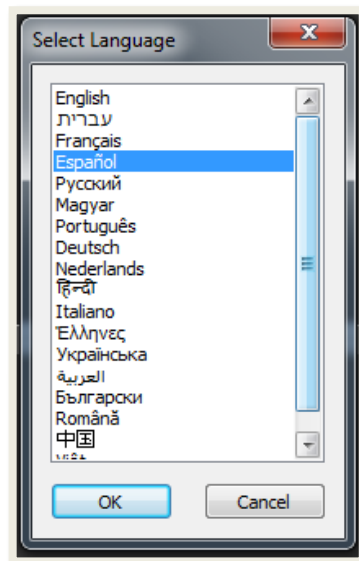 Select Language
English
עברית
Français
Español
Русский
Magyar
Português
Deutsch
Nederlands
हिन्दी
Italiano
Έλληνες
Українська
العربية
Български
Română
中国
OK
Cancel